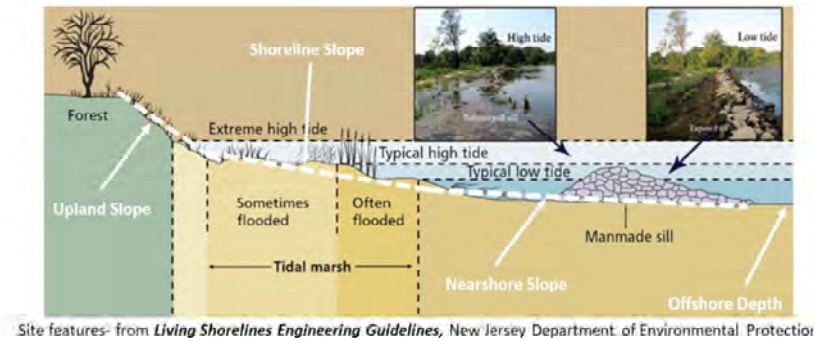 Shoreline Slope
High tide
Low tide
Forest
Extreme high tide
Typical high tide
Typical low tide
Upland Slope
Sometimes
flooded
Often
flooded
Manmade sill
Tidal marsh
Nearshore Slope
Offshore Depth
Site features- from Living Shorelines Engineering Guidelines, New Jersey Department of Environmental Protection